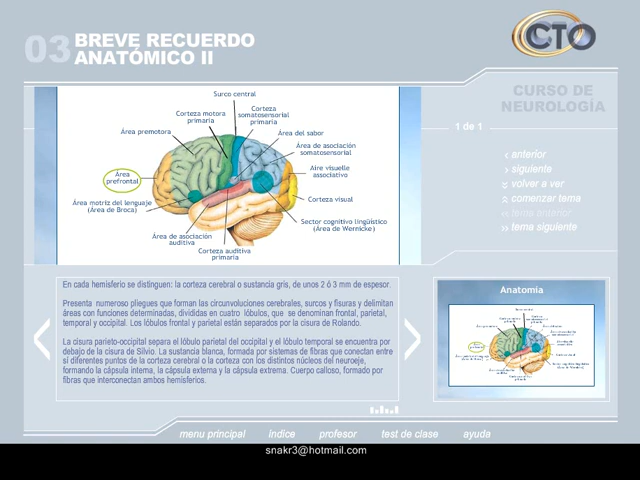 03 BREVE RECUERDO
ANATÓMICO II
CTO
CURSO DE
NEUROLOGÍA
1 de 1
anterior
siguiente
volver a ver
comenzar tema
tema anterior
tema siguiente
Surco central
Corteza motora
primaria
Corteza
somatosensorial
primaria
Área premotora
Área del sabor
Área de asociación
somatosensorial
Área
prefrontal
Aire visuelle
associativo
Corteza visual
Área motriz del lenguaje
(Área de Broca)
Sector cognitivo lingüístico
(Área de Wernicke)
Área de asociación
auditiva
Corteza auditiva
primaria
En cada hemisferio se distinguen: la corteza cerebral o sustancia gris, de unos 2 ó 3 mm de espesor.
Presenta numeroso pliegues que forman las circunvoluciones cerebrales, surcos y fisuras y delimitan
áreas con funciones determinadas, divididas en cuatro lóbulos, que se denominan frontal, parietal,
temporal y occipital. Los lóbulos frontal y parietal están separados por la cisura de Rolando.
La cisura parieto-occipital separa el lóbulo parietal del occipital y el lóbulo temporal se encuentra por
debajo de la cisura de Silvio. La sustancia blanca, formada por sistemas de fibras que conectan entre
sí diferentes puntos de la corteza cerebral o la corteza con los distintos núcleos del neuroeje,
formando la cápsula interna, la cápsula externa y la cápsula extrema. Cuerpo calloso, formado por
fibras que interconectan ambos hemisferios.
Anatomía
menu principal índice profesor test de clase ayuda
snakr3@hotmail.com